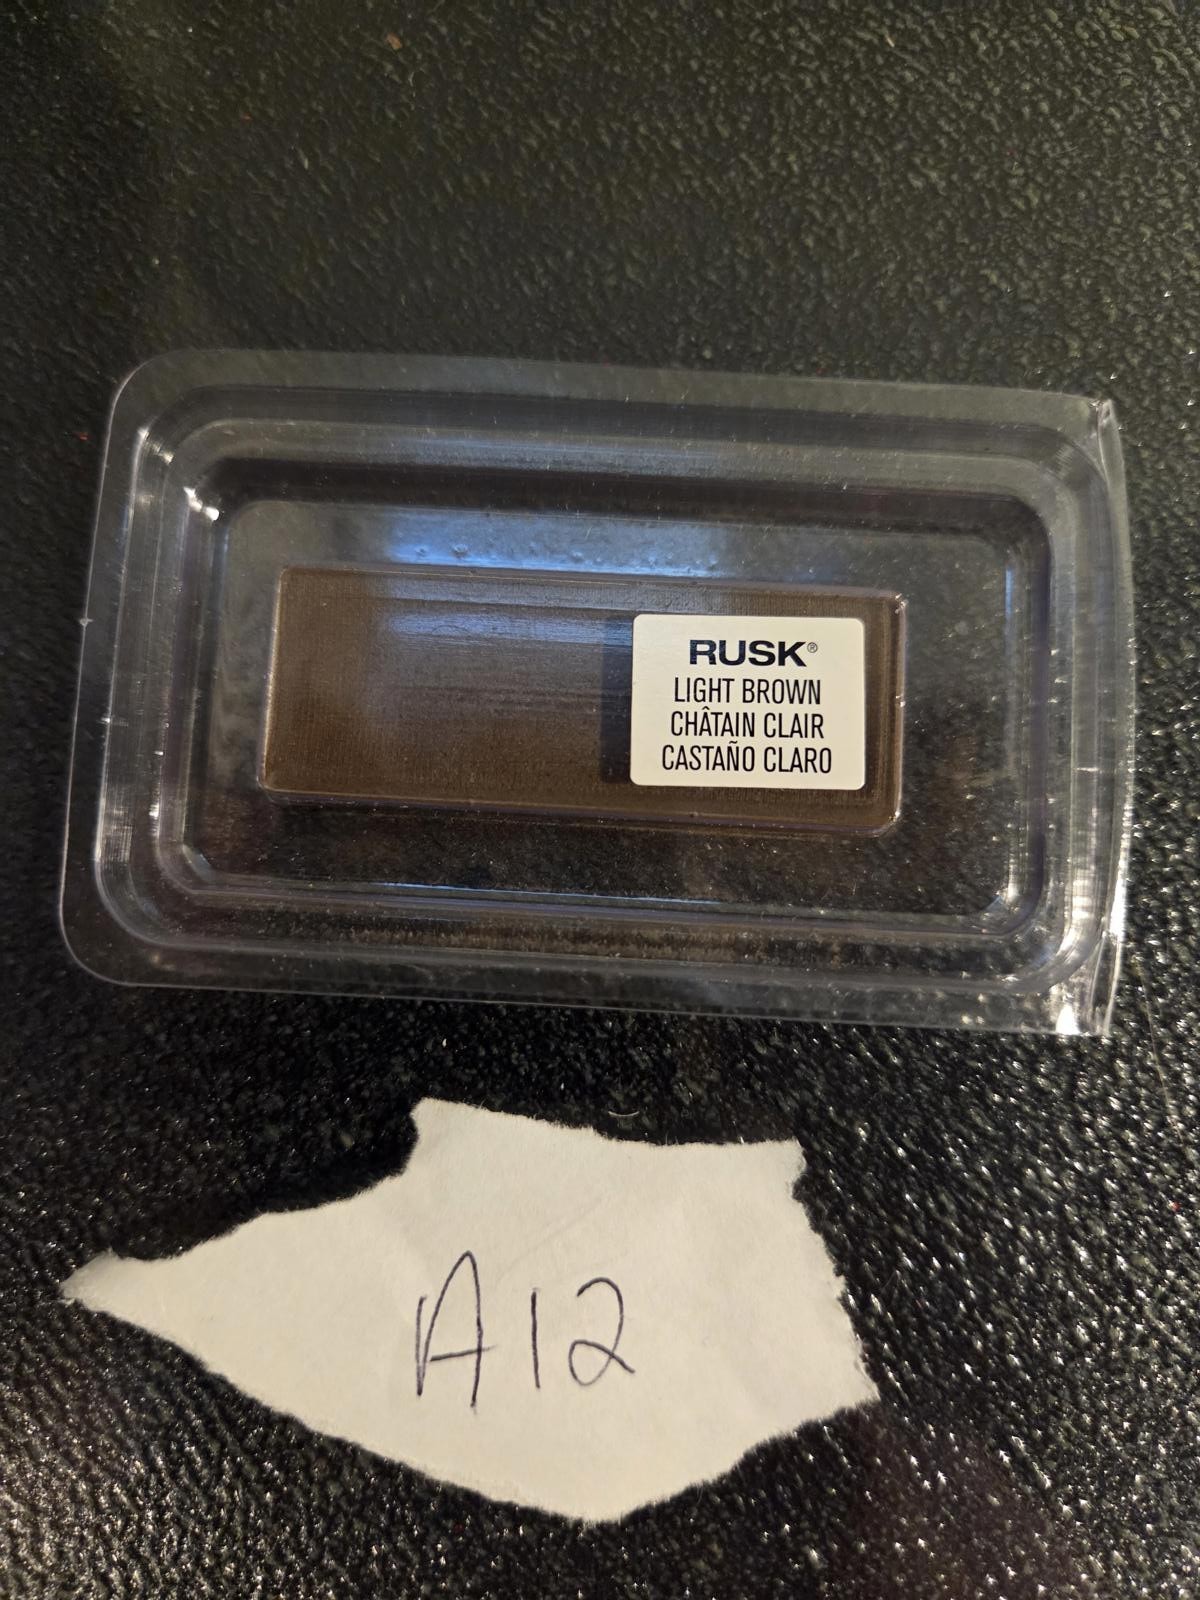 RUSK®
LIGHT BROWN
CHÂTAIN CLAIR
CASTAÑO CLARO
A12